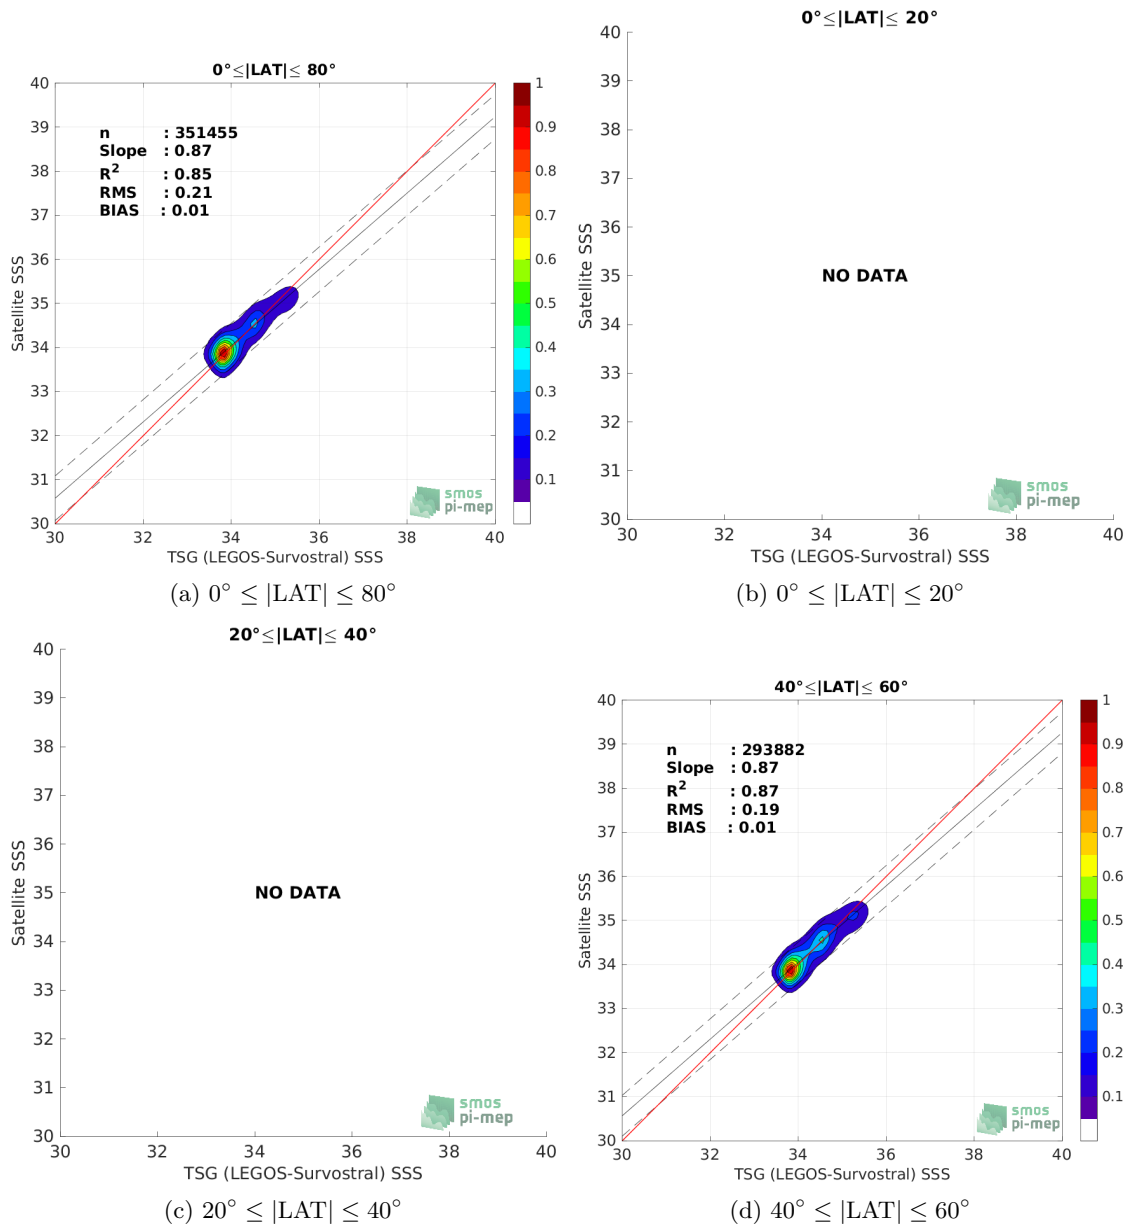 0°≤|LAT|≤ 80°
40
39
38
37
36
35
34
33
32
31
30
Satellite SSS
n : 351455
Slope : 0.87
R² : 0.85
RMS : 0.21
BIAS : 0.01
1
0.9
0.8
0.7
0.6
0.5
0.4
0.3
0.2
0.1
smos
pi-mep
30 32 34 36 38 40
TSG (LEGOS-Survostral) SSS
(a) 0° ≤ |LAT| ≤ 80°
0°≤|LAT|≤ 20°
40
39
38
37
36
35
34
33
32
31
30
Satellite SSS
NO DATA
smos
pi-mep
30 32 34 36 38 40
TSG (LEGOS-Survostral) SSS
(b) 0° ≤ |LAT| ≤ 20°
20°≤|LAT|≤ 40°
40
39
38
37
36
35
34
33
32
31
30
Satellite SSS
NO DATA
smos
pi-mep
30 32 34 36 38 40
TSG (LEGOS-Survostral) SSS
(c) 20° ≤ |LAT| ≤ 40°
40°≤|LAT|≤ 60°
40
39
38
37
36
35
34
33
32
31
30
Satellite SSS
n : 293882
Slope : 0.87
R² : 0.87
RMS : 0.19
BIAS : 0.01
1
0.9
0.8
0.7
0.6
0.5
0.4
0.3
0.2
0.1
smos
pi-mep
30 32 34 36 38 40
TSG (LEGOS-Survostral) SSS
(d) 40° ≤ |LAT| ≤ 60°